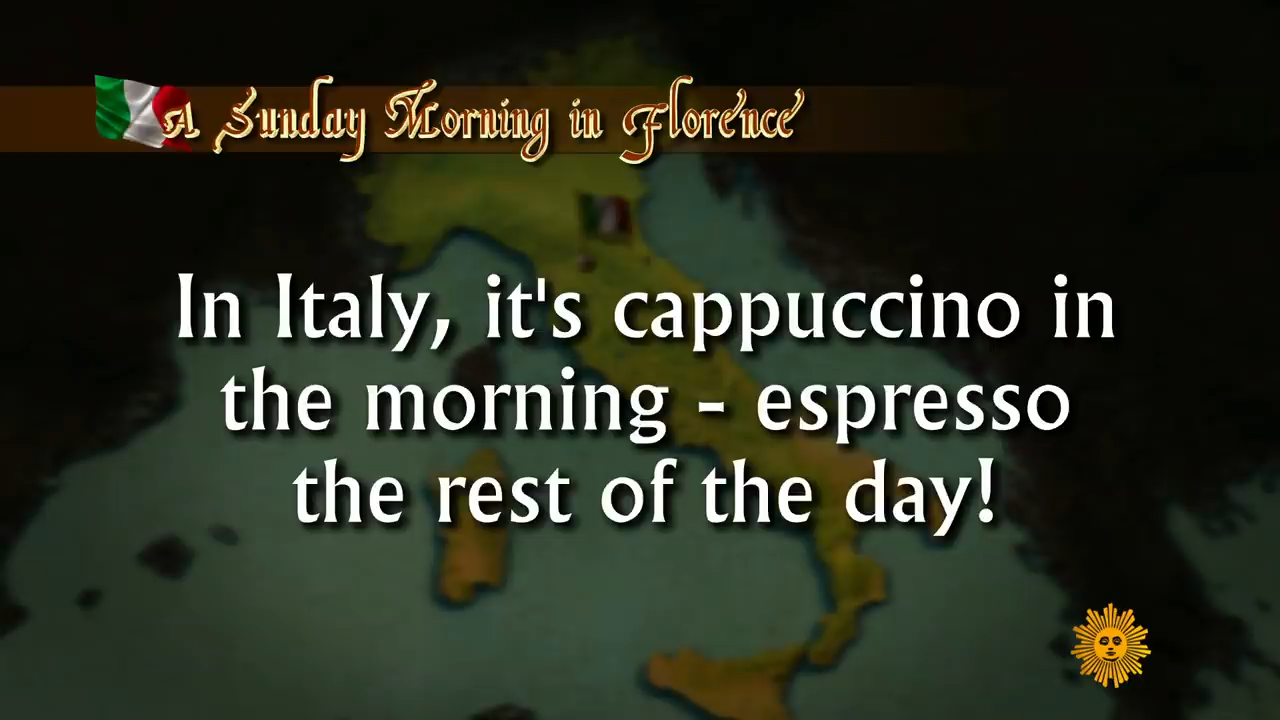 A Sunday Morning in Florence
In Italy, it's cappuccino in
the morning - espresso
the rest of the day!